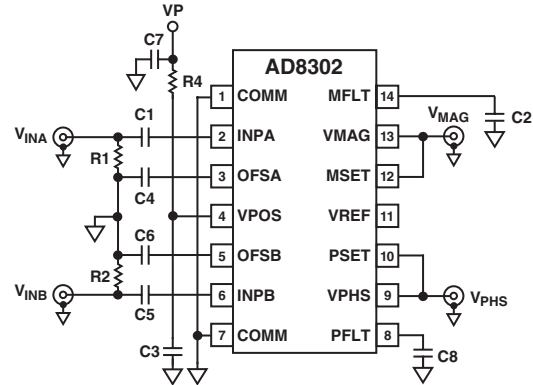 VP
C7
R4
AD8302
1 COMM MFLT 14
C1 VMAG C2
VINA 2 INPA VMAG 13
R1
C4 3 OFSA MSET 12
4 VPOS VREF 11
C6 5 OFSB PSET 10
R2
VINB C5 6 INPB VPHS 9 VPHS
C3 7 COMM PFLT 8 C8